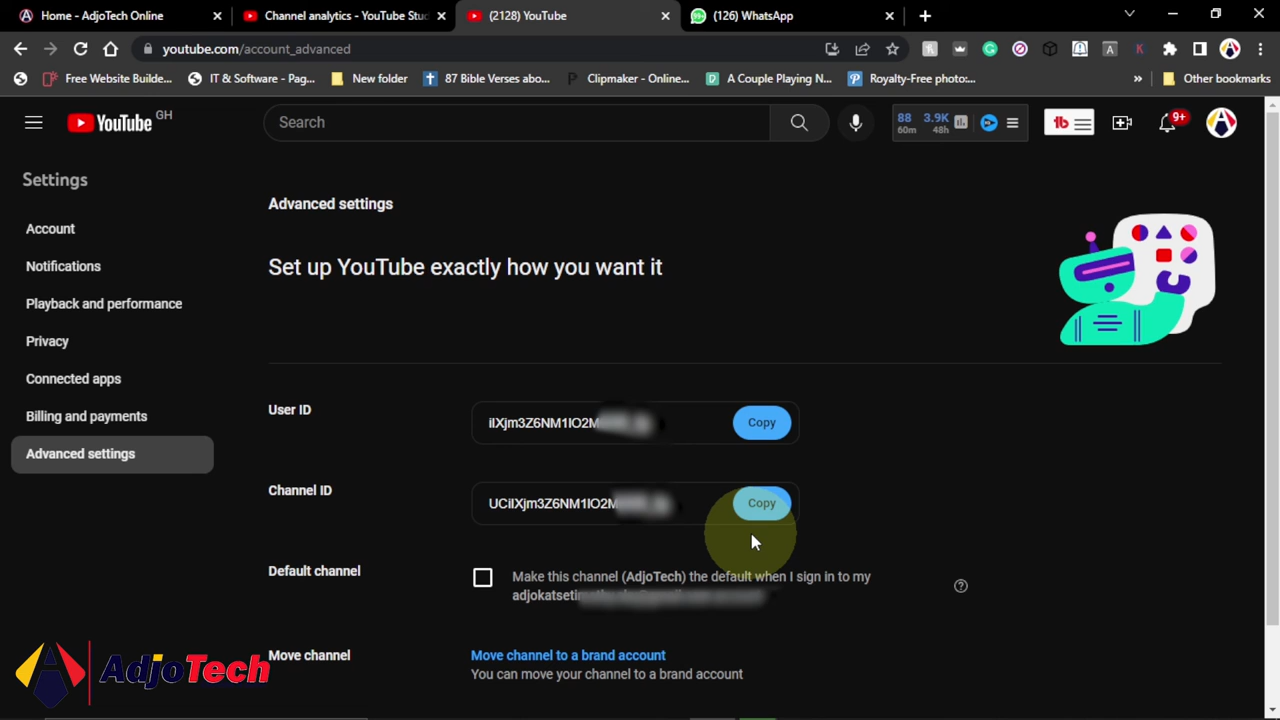 Home - AdjoTech Online
Channel analytics - YouTube Stud
(2128) YouTube
(126) WhatsApp
youtube.com/account_advanced
Free Website Builde...
IT & Software - Pag...
New folder
87 Bible Verses abo...
Clipmaker - Online...
A Couple Playing N...
Royalty-Free photo:...
»
Other bookmarks
YouTube GH
Search
88 60m
3.9K 48h
9+
Settings
Account
Notifications
Playback and performance
Privacy
Connected apps
Billing and payments
Advanced settings
Advanced settings
Set up YouTube exactly how you want it
User ID
Copy
Channel ID
Copy
Default channel
Make this channel (AdjoTech) the default when I sign in to my
adjokatseti
Move channel
Move channel to a brand account
You can move your channel to a brand account
AdjoTech